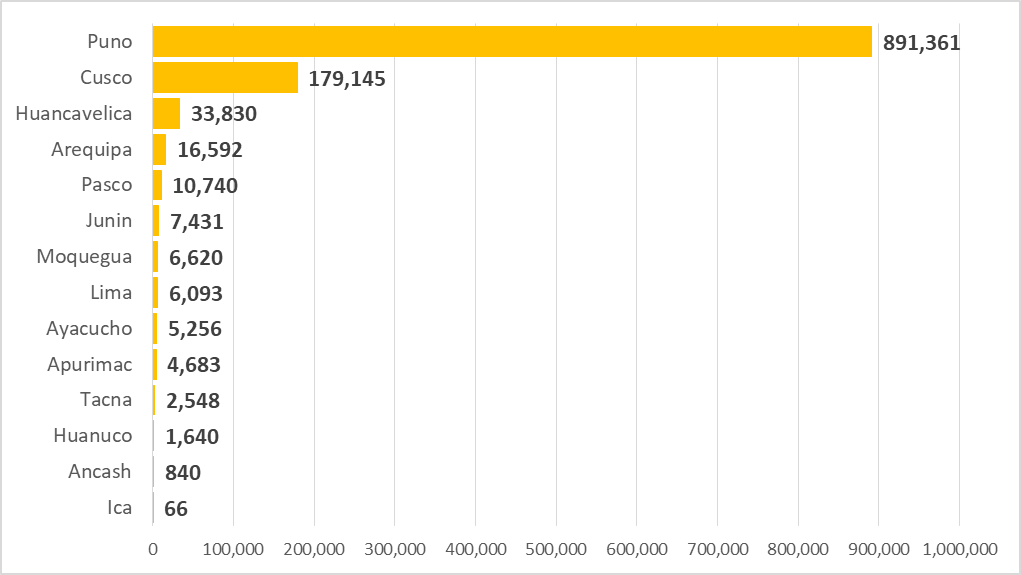 Puno 891,361
Cusco 179,145
Huancavelica 33,830
Arequipa 16,592
Pasco 10,740
Junin 7,431
Moquegua 6,620
Lima 6,093
Ayacucho 5,256
Apurimac 4,683
Tacna 2,548
Huanuco 1,640
Ancash 840
Ica 66
0 100,000 200,000 300,000 400,000 500,000 600,000 700,000 800,000 900,000 1,000,000